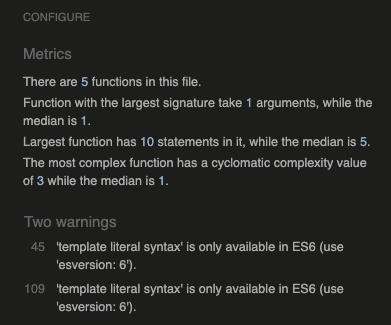 CONFIGURE
Metrics
There are 5 functions in this file.
Function with the largest signature take 1 arguments, while the
median is 1.
Largest function has 10 statements in it, while the median is 5.
The most complex function has a cyclomatic complexity value
of 3 while the median is 1.
Two warnings
45 'template literal syntax' is only available in ES6 (use
'esversion: 6').
109 'template literal syntax' is only available in ES6 (use
'esversion: 6').